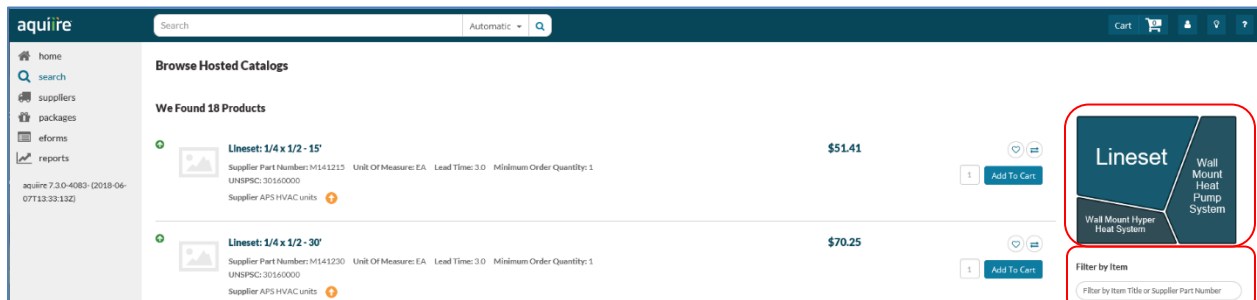 aquiire
Search
Automatic
Cart
0
?
home
search
suppliers
packages
eforms
reports
aquiire 7.3.0-4083- (2018-06-
07T13:33:13Z)
Browse Hosted Catalogs
We Found 18 Products
Lineset: 1/4 x 1/2 - 15'
$51.41
Supplier Part Number: M141215 Unit Of Measure: EA Lead Time: 3.0 Minimum Order Quantity: 1
UNSPSC: 30160000
Supplier APS HVAC units
1
Add To Cart
Lineset: 1/4 x 1/2 - 30'
$70.25
Supplier Part Number: M141230 Unit Of Measure: EA Lead Time: 3.0 Minimum Order Quantity: 1
UNSPSC: 30160000
Supplier APS HVAC units
1
Add To Cart
Lineset
Wall
Mount
Heat
Pump
System
Wall Mount Hyper
Heat System
Filter by Item
Filter by Item Title or Supplier Part Number